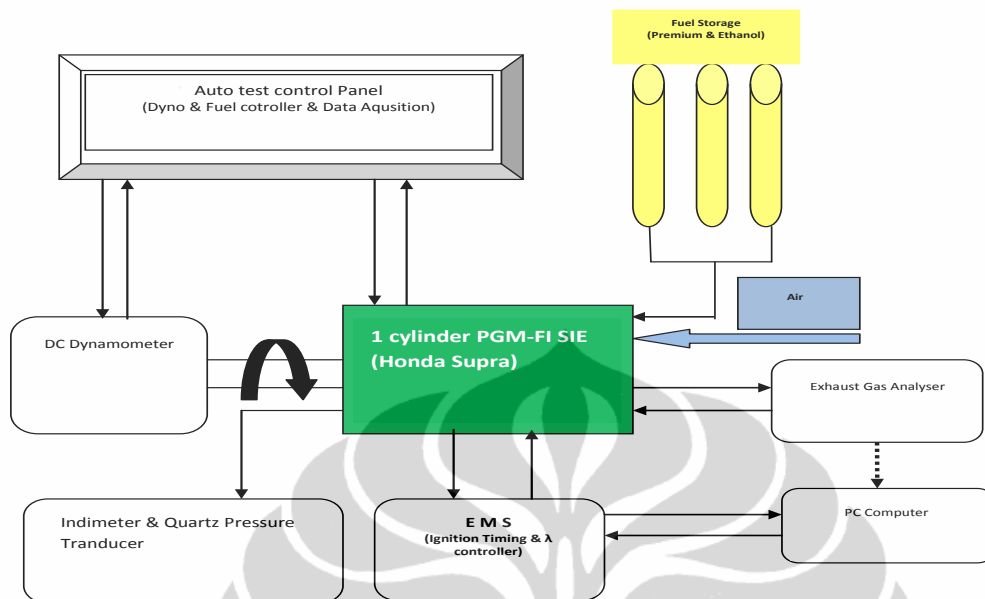 Fuel Storage
(Premium & Ethanol)
Auto test control Panel
(Dyno & Fuel cotroller & Data Aqusition)
Air
1 cylinder PGM-FI SIE
(Honda Supra)
DC Dynamometer
Exhaust Gas Analyser
Indimeter & Quartz Pressure
Tranducer
E M S
(Ignition Timing & λ
controller)
PC Computer